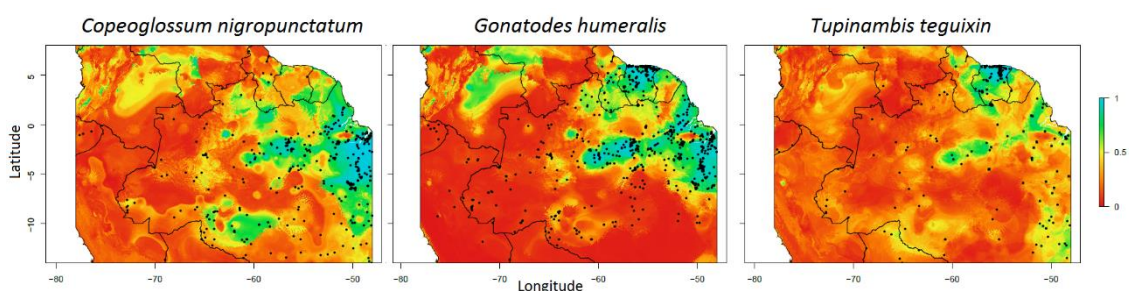 Copeoglossum nigropunctatum Gonatodes humeralis Tupinambis teguixin
Latitude
5
0
−5
−10
−80 −70 −60 −50 −80 −70 −60 −50 −80 −70 −60 −50
Longitude
1
0.5
0